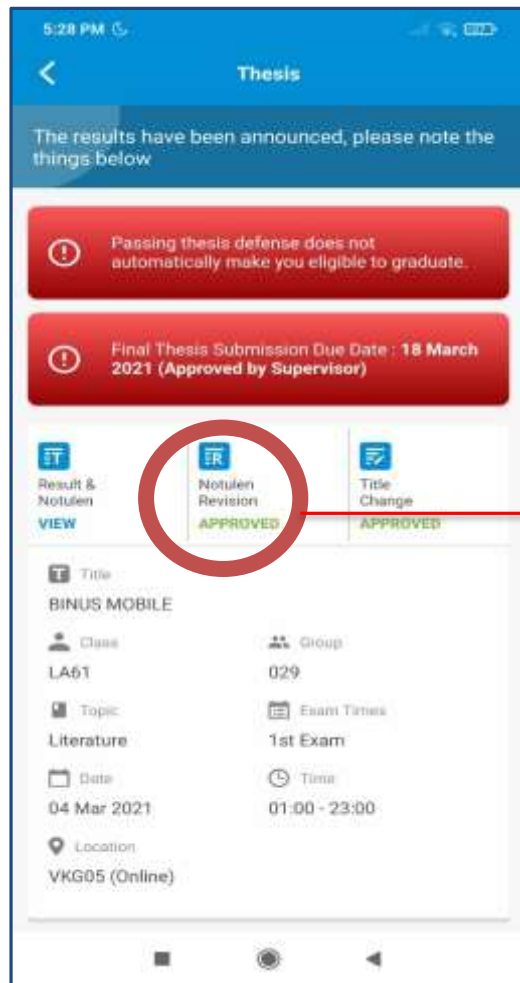 5:28 PM
Thesis
The results have been announced, please note the
things below
Passing thesis defense does not
automatically make you eligible to graduate.
Final Thesis Submission Due Date : 18 March
2021 (Approved by Supervisor)
Result &
Notulen
VIEW
Notulen
Revision
APPROVED
Title
Change
APPROVED
Title
BINUS MOBILE
Class
LA61
Group
029
Topic
Literature
Exam Times
1st Exam
Date
04 Mar 2021
Time
01:00 - 23:00
Location
VKG05 (Online)